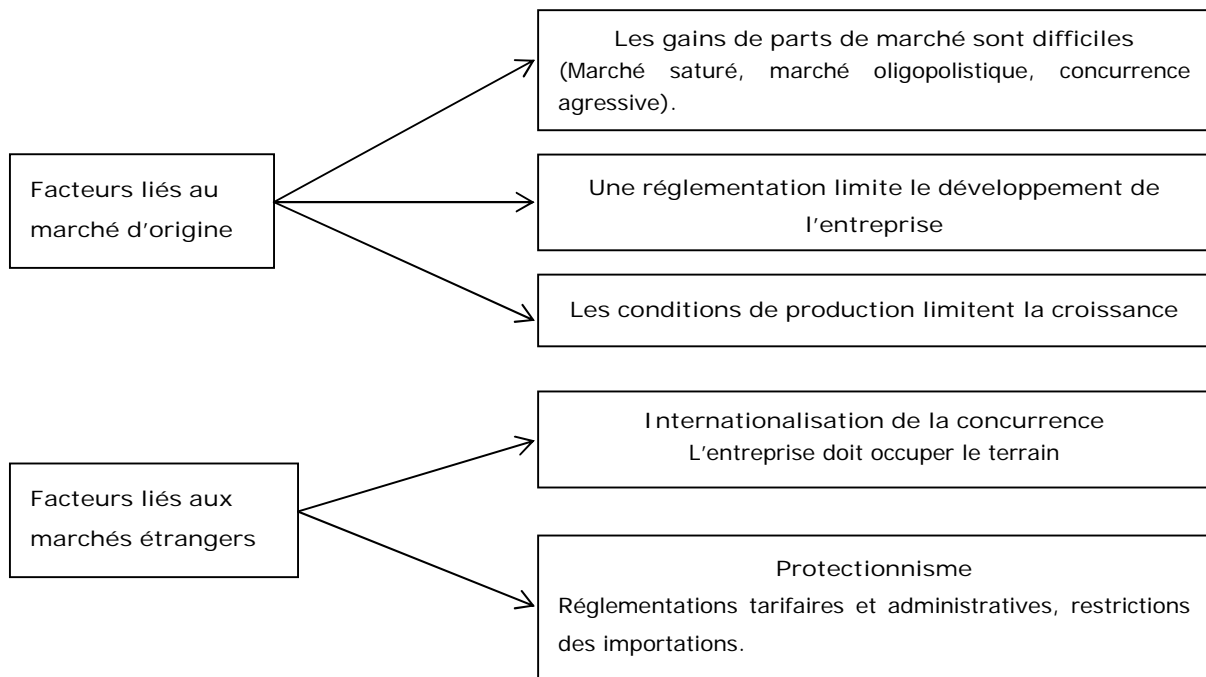 Les gains de parts de marché sont difficiles
(Marché saturé, marché oligopolistique, concurrence
agressive).
Facteurs liés au
marché d'origine
Une réglementation limite le développement de
l'entreprise
Les conditions de production limitent la croissance
Internationalisation de la concurrence
L'entreprise doit occuper le terrain
Facteurs liés aux
marchés étrangers
Protectionnisme
Réglementations tarifaires et administratives, restrictions
des importations.